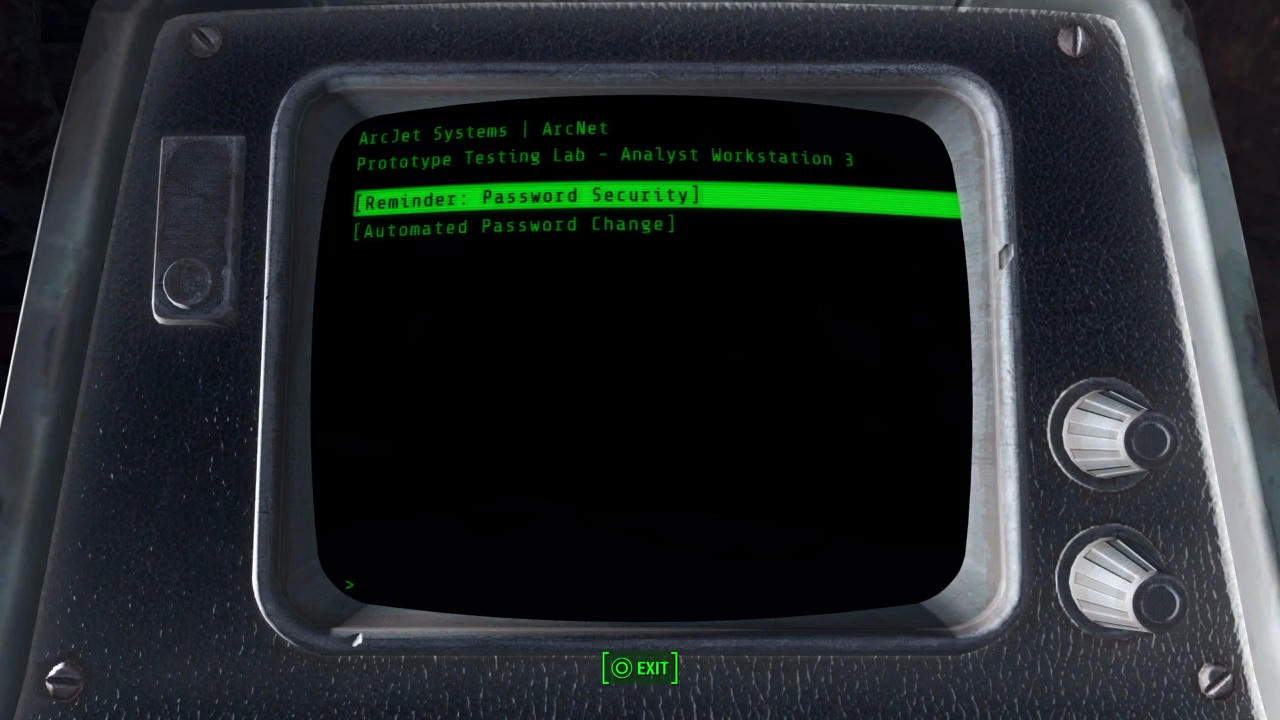 ArcJet Systems | ArcNet
Prototype Testing Lab - Analyst Workstation 3
[Reminder: Password Security]
[Automated Password Change]
>
[◎ EXIT]